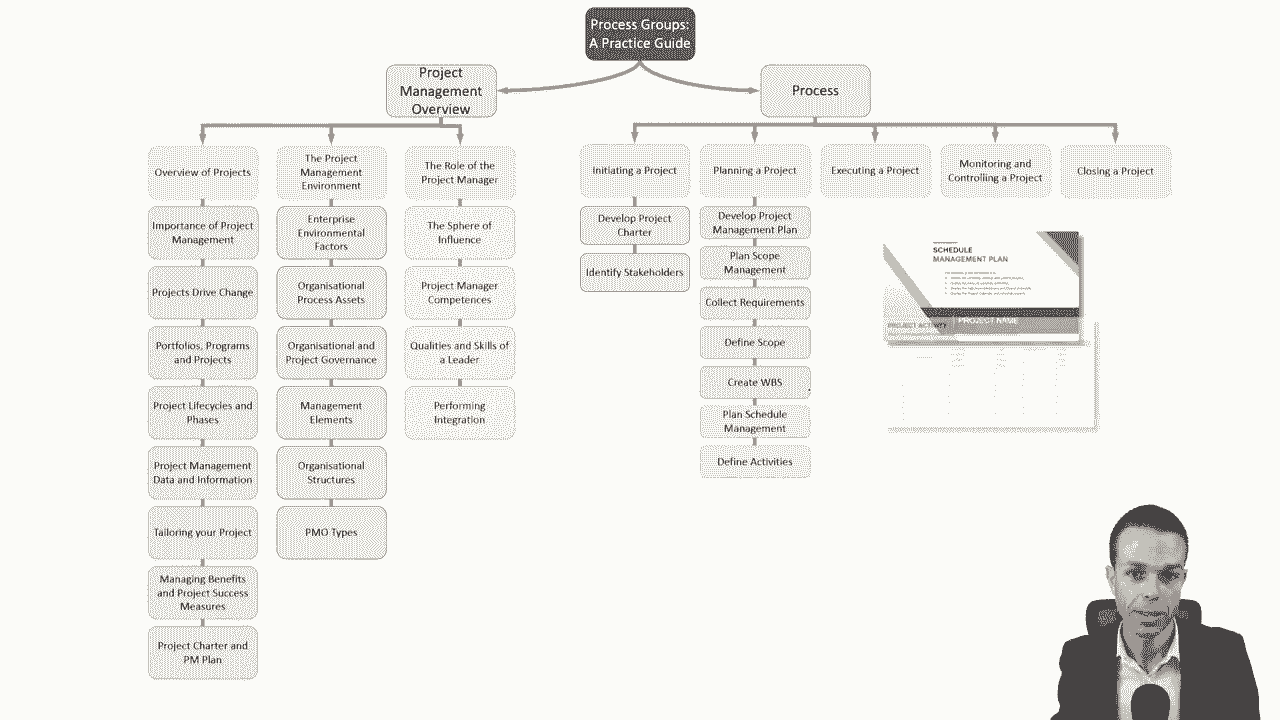 Process Groups:
A Practice Guide
Project
Management
Overview
Process
Overview of Projects
The Project
Management
Environment
The Role of the
Project Manager
Initiating a Project
Planning a Project
Executing a Project
Monitoring and
Controlling a Project
Closing a Project
Importance of Project
Management
Projects Drive Change
Portfolios, Programs
and Projects
Project Lifecycles and
Phases
Project Management
Data and Information
Tailoring your Project
Managing Benefits
and Project Success
Measures
Project Charter and
PM Plan
Enterprise
Environmental
Factors
Organisational
Process Assets
Organisational and
Project Governance
Management
Elements
Organisational
Structures
PMO Types
The Sphere of
Influence
Project Manager
Competences
Qualities and Skills of
a Leader
Performing
Integration
Develop Project
Charter
Identify Stakeholders
Develop Project
Management Plan
Plan Scope
Management
Collect Requirements
Define Scope
Create WBS
Plan Schedule
Management
Define Activities
SCHEDULE
MANAGEMENT PLAN
PROJECT NAME
PROJECT ACTIVITY